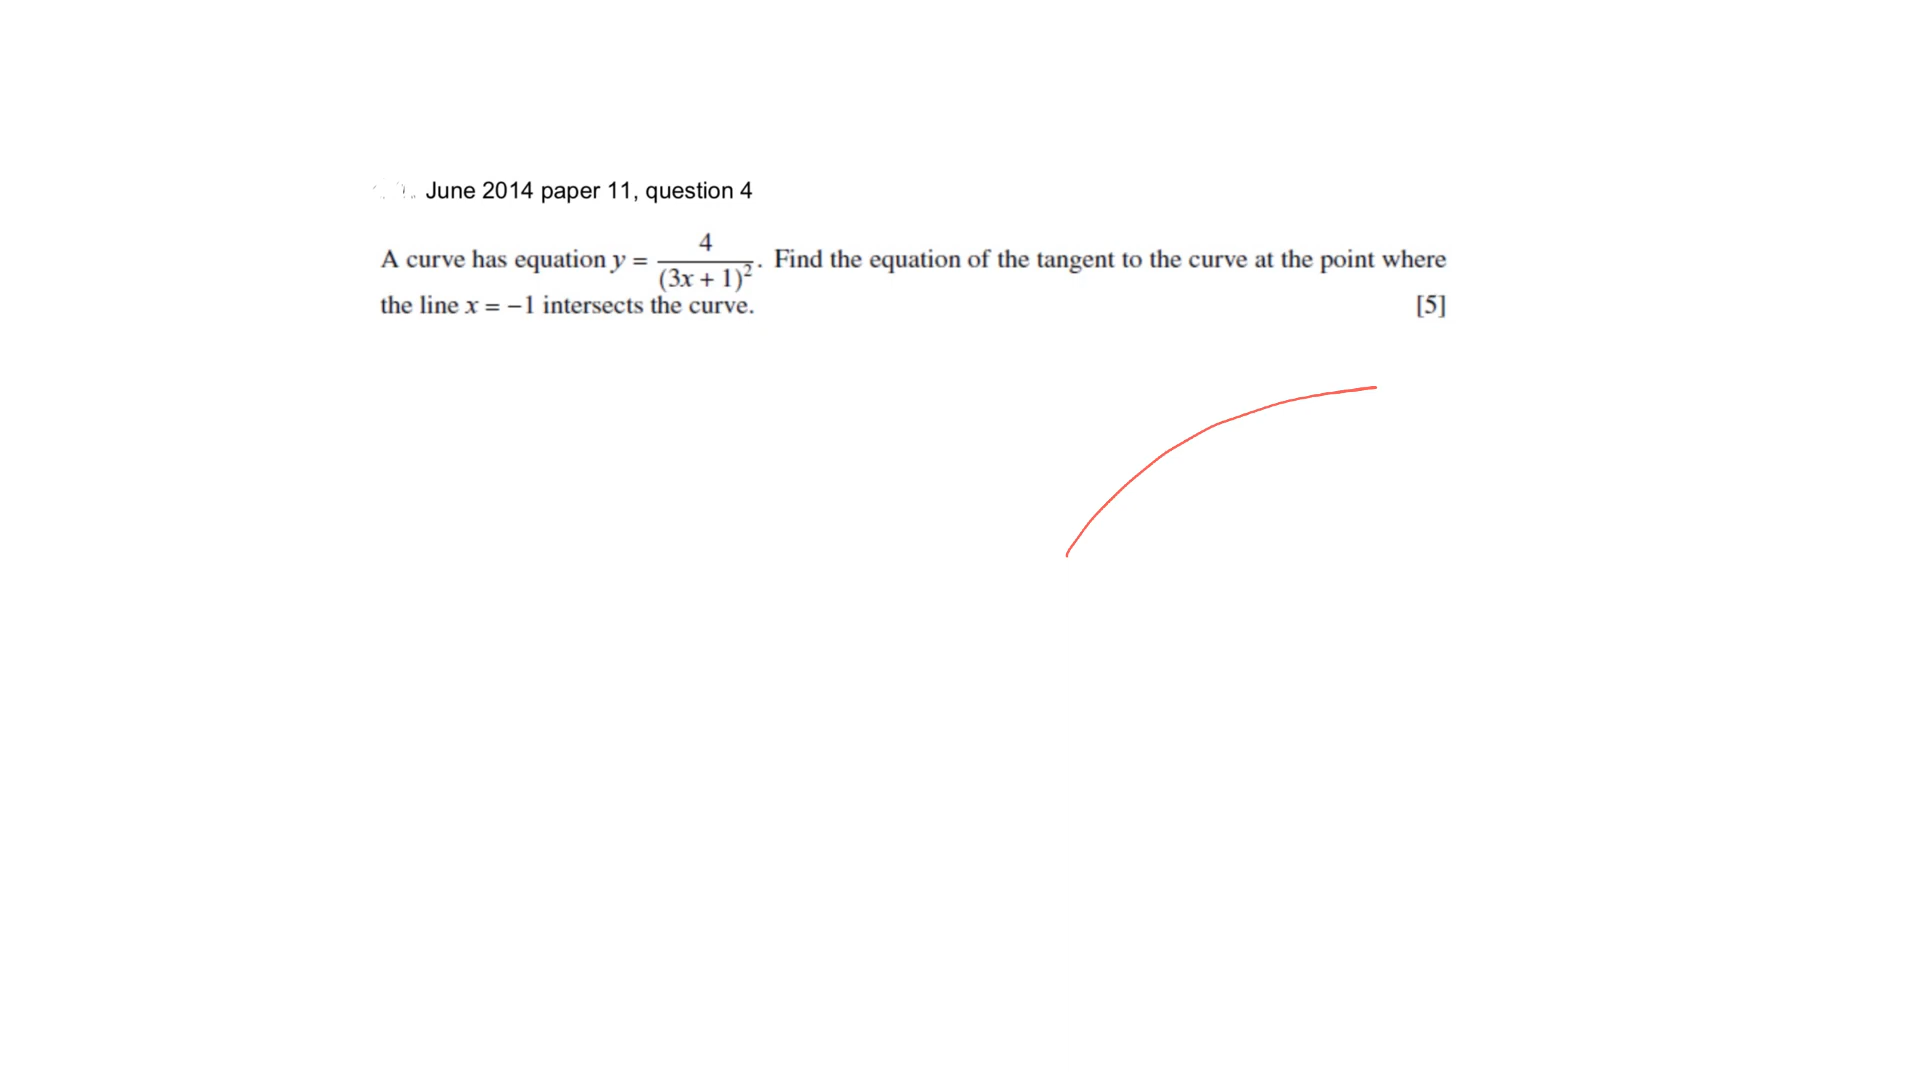 June 2014 paper 11, question 4
A curve has equation y = 4/(3x + 1)². Find the equation of the tangent to the curve at the point where
the line x = −1 intersects the curve. [5]